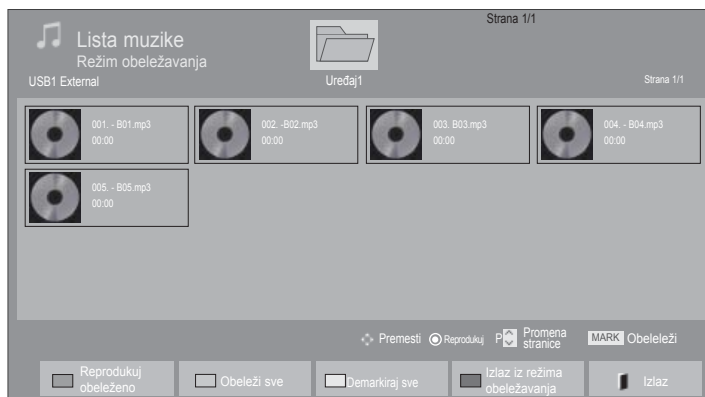 Strana 1/1
Lista muzike
Režim obeležavanja
USB1 External
Uređaj1
Strana 1/1
001. - B01.mp3
00:00
002. -B02.mp3
00:00
003. B03.mp3
00:00
004. - B04.mp3
00:00
005. - B05.mp3
00:00
Premesti
Reprodukuj
P
Promena
stranice
MARK
Obeleleži
Reprodukuj
obeleženo
Obeleži sve
Demarkiraj sve
Izlaz iz režima
obeležavanja
Izlaz